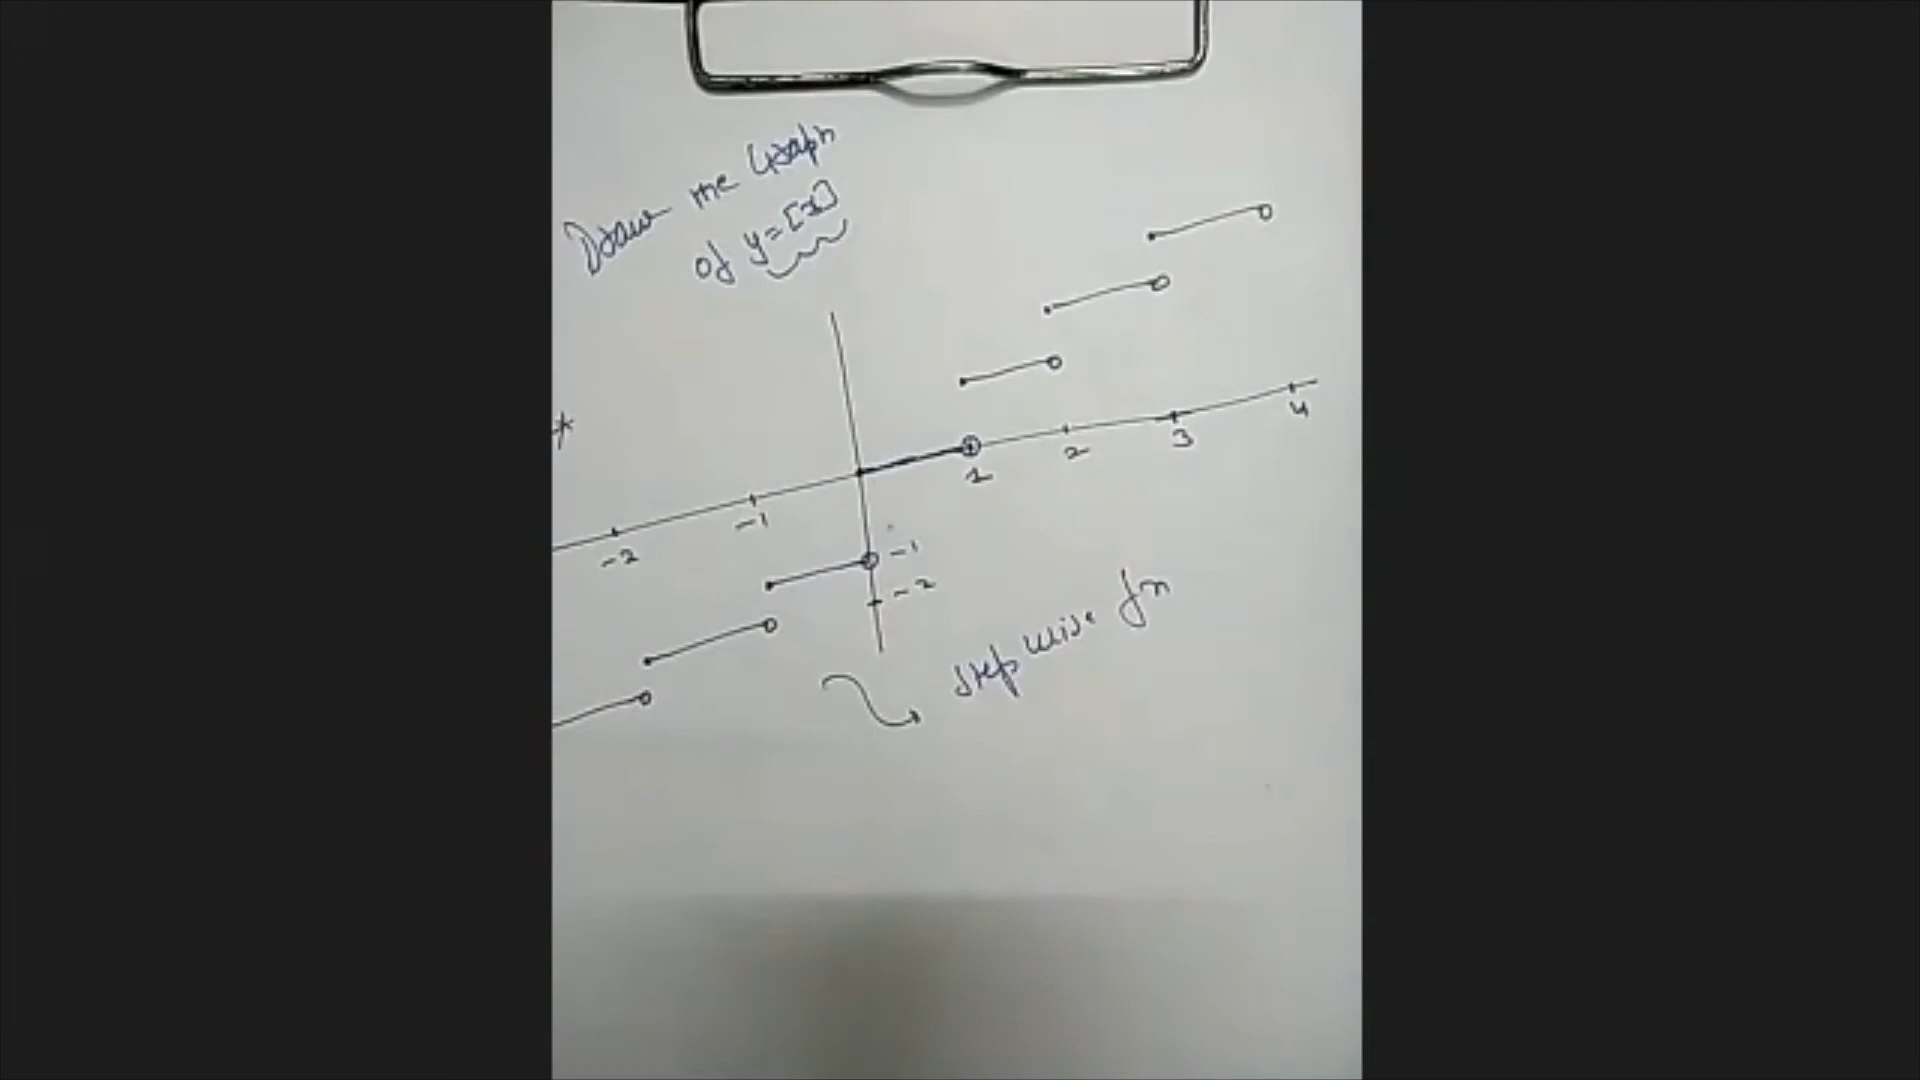 Draw the Graph
of y = [x]
4
3
2
1
-1
-2
-1
-2
step wise fn